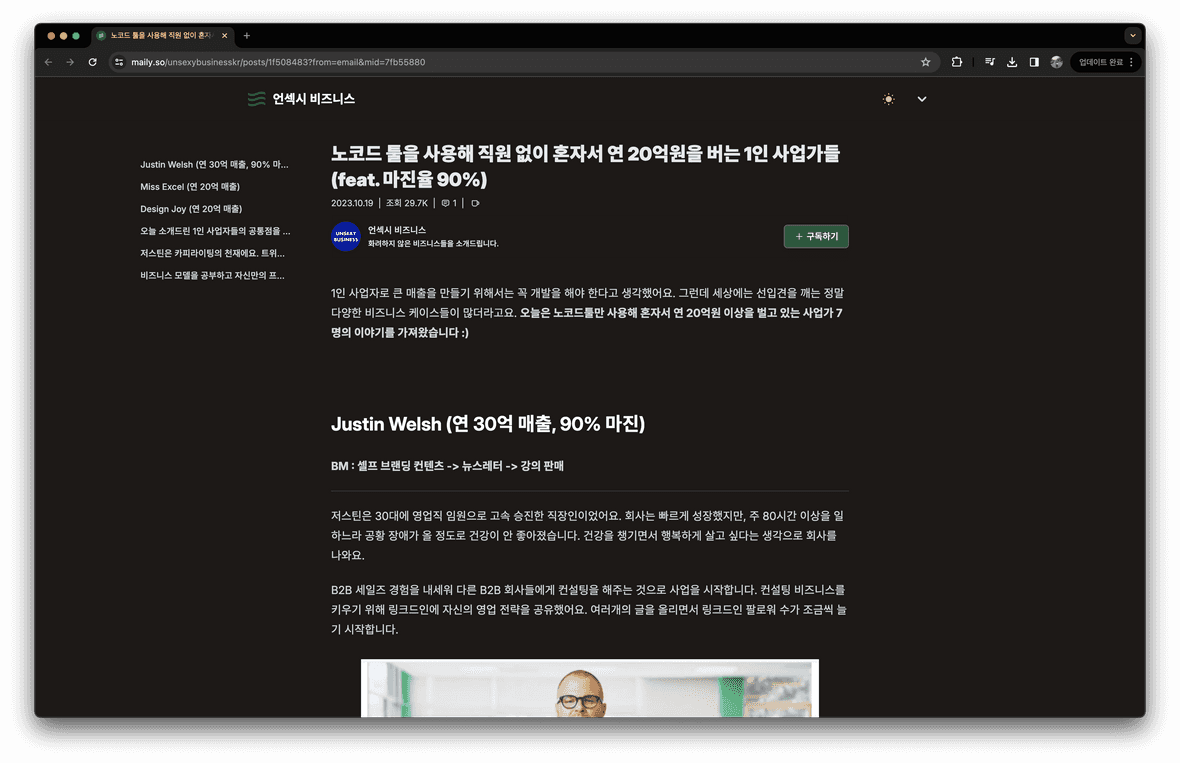 노코드 툴을 사용해 직원 없이 혼자서
maily.so/unsexybusinesskr/posts/1f508483?from=email&mid=7fb55880
업데이트 완료
언섹시 비즈니스
Justin Welsh (연 30억 매출, 90% 마...
Miss Excel (연 20억 매출)
Design Joy (연 20억 매출)
오늘 소개드린 1인 사업자들의 공통점을 ...
저스틴은 카피라이팅의 천재에요. 트위...
비즈니스 모델을 공부하고 자신만의 프...
노코드 툴을 사용해 직원 없이 혼자서 연 20억원을 버는 1인 사업가들
(feat. 마진율 90%)
2023.10.19 | 조회 29.7K | 1 |
UNSEXY
BUSINESS
언섹시 비즈니스
화려하지 않은 비즈니스들을 소개드립니다.
+ 구독하기
1인 사업자로 큰 매출을 만들기 위해서는 꼭 개발을 해야 한다고 생각했어요. 그런데 세상에는 선입견을 깨는 정말
다양한 비즈니스 케이스들이 많더라고요. 오늘은 노코드툴만 사용해 혼자서 연 20억원 이상을 벌고 있는 사업가 7
명의 이야기를 가져왔습니다 :)
Justin Welsh (연 30억 매출, 90% 마진)
BM : 셀프 브랜딩 컨텐츠 -> 뉴스레터 -> 강의 판매
저스틴은 30대에 영업직 임원으로 고속 승진한 직장인이었어요. 회사는 빠르게 성장했지만, 주 80시간 이상을 일
하느라 공황 장애가 올 정도로 건강이 안 좋아졌습니다. 건강을 챙기면서 행복하게 살고 싶다는 생각으로 회사를
나와요.
B2B 세일즈 경험을 내세워 다른 B2B 회사들에게 컨설팅을 해주는 것으로 사업을 시작합니다. 컨설팅 비즈니스를
키우기 위해 링크드인에 자신의 영업 전략을 공유했어요. 여러개의 글을 올리면서 링크드인 팔로워 수가 조금씩 늘
기 시작합니다.